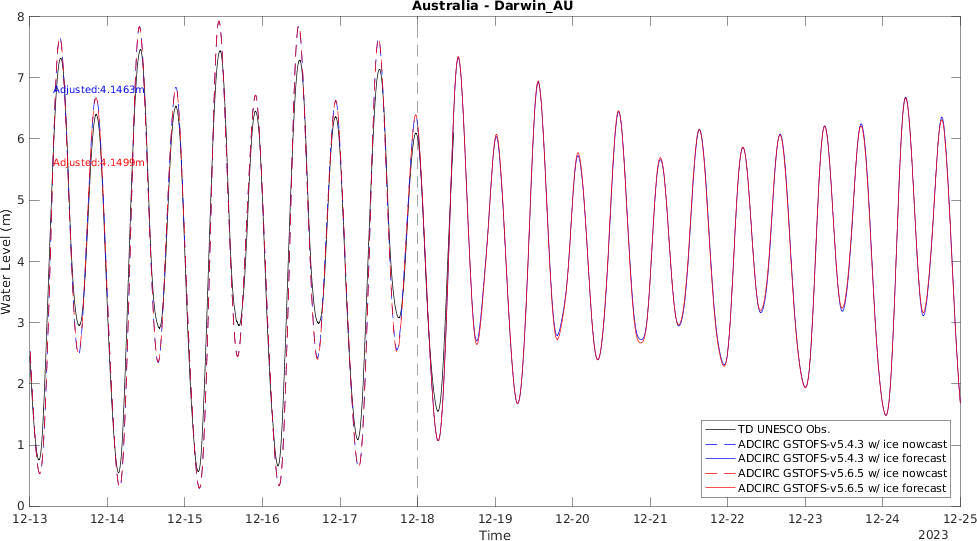 Australia - Darwin_AU
8
7
6
5
4
3
2
1
0
Water Level (m)
Adjusted:4.1463m
Adjusted:4.1499m
TD UNESCO Obs.
ADCIRC GSTOFS-v5.4.3 w/ ice nowcast
ADCIRC GSTOFS-v5.4.3 w/ ice forecast
ADCIRC GSTOFS-v5.6.5 w/ ice nowcast
ADCIRC GSTOFS-v5.6.5 w/ ice forecast
12-13 12-14 12-15 12-16 12-17 12-18 12-19 12-20 12-21 12-22 12-23 12-24 12-25
Time
2023